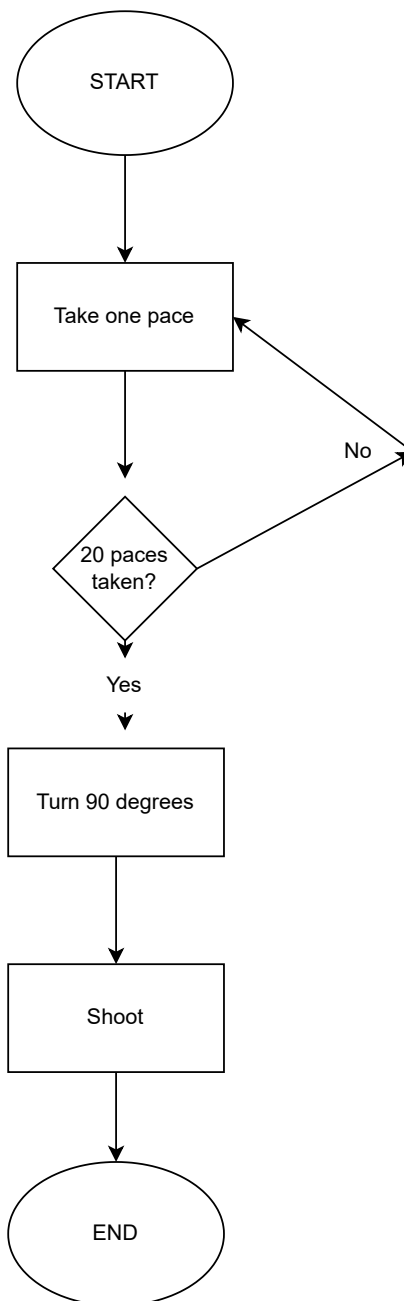 START
Take one pace
No
20 paces
taken?
Yes
Turn 90 degrees
Shoot
END